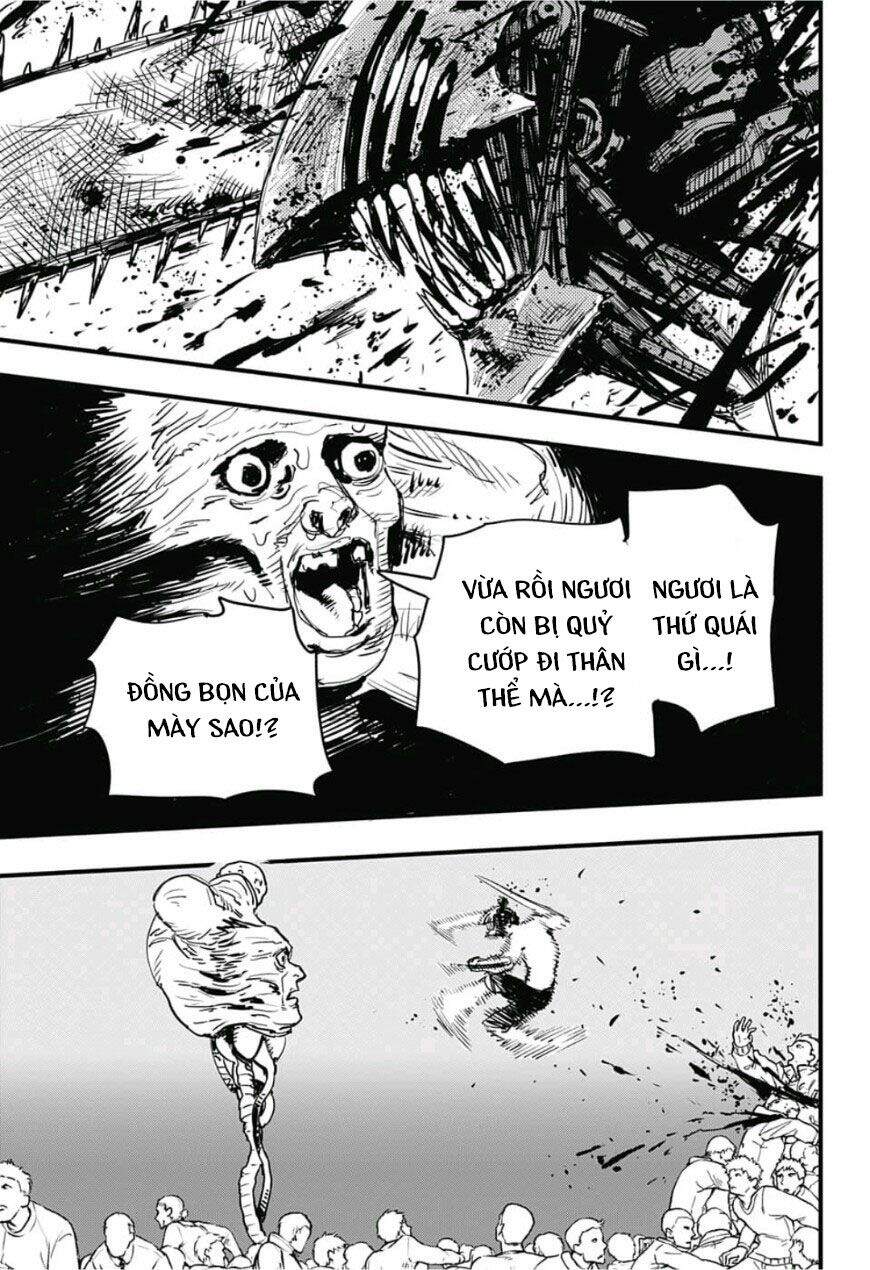 NGƯƠI LÀ
THỨ QUÁI
GÌ...!
VỪA RỒI NGƯƠI
CÒN BỊ QUỶ
CƯỚP ĐI THÂN
THỂ MÀ...!?
ĐỒNG BỌN CỦA
MÀY SAO!?